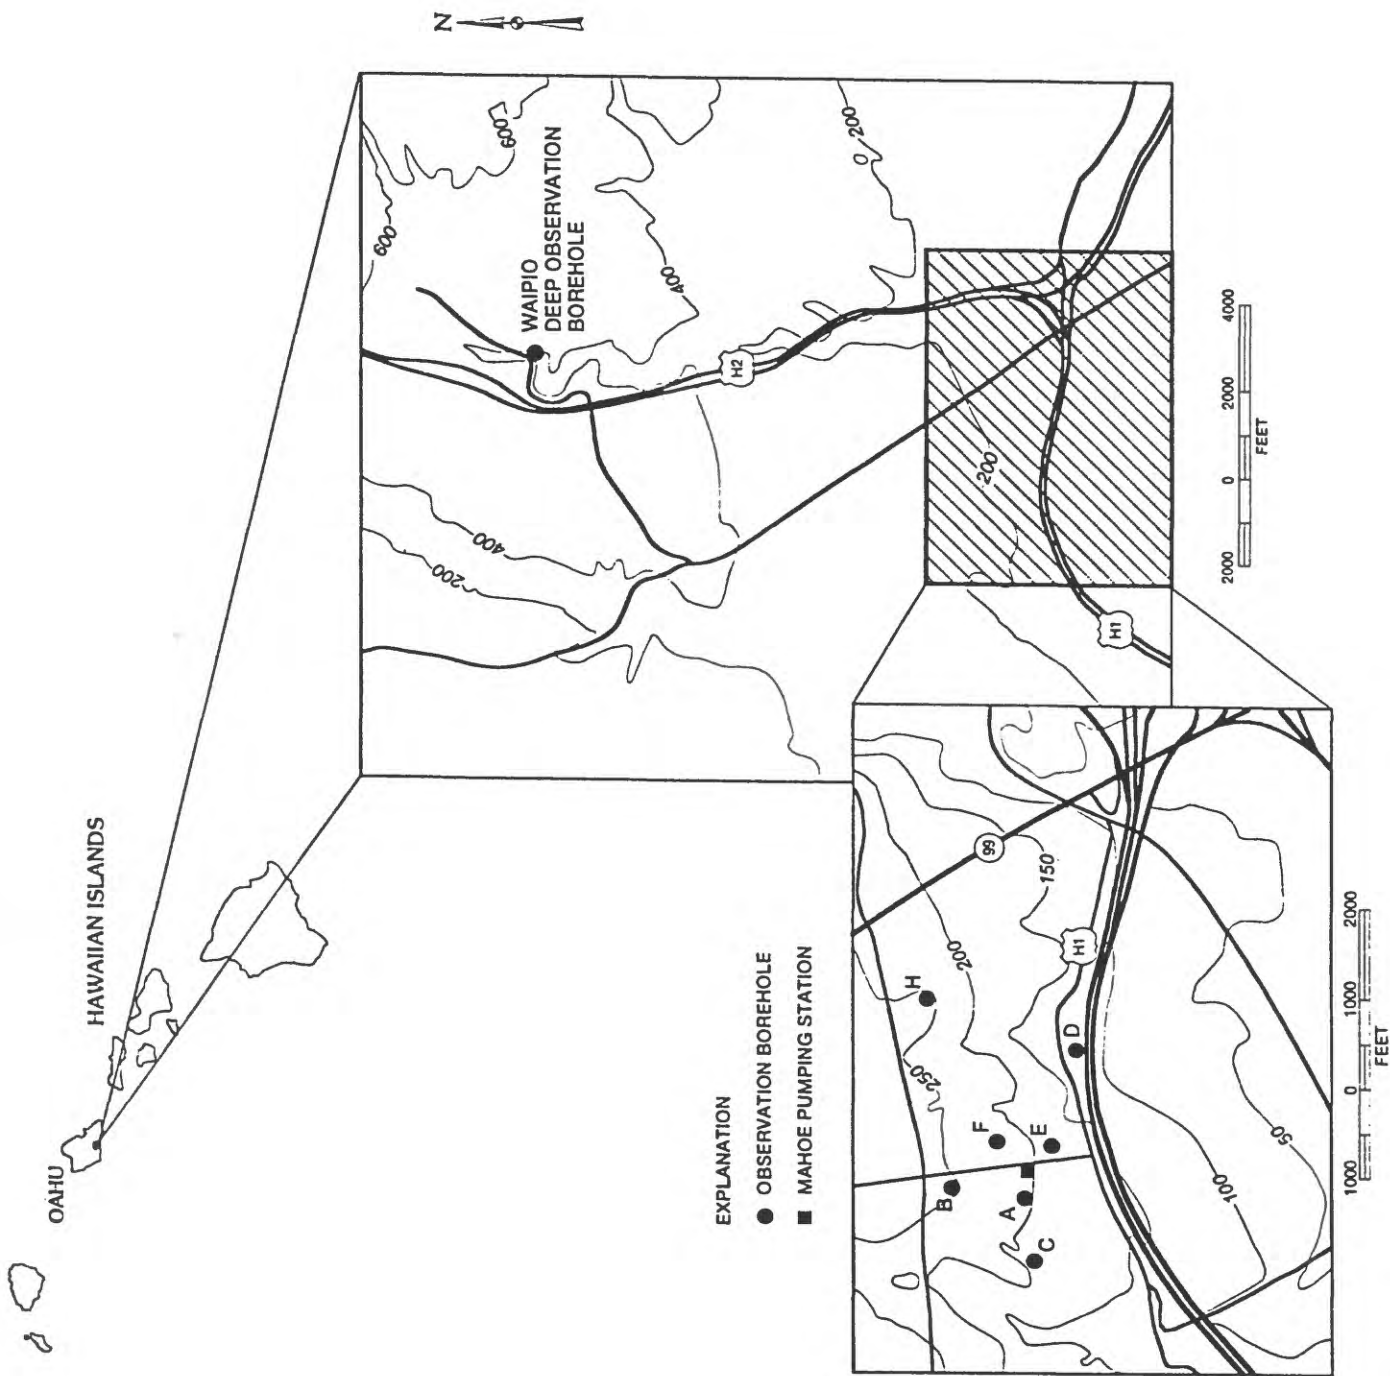 N
HAWAIIAN ISLANDS
OAHU
600
600
WAIPIO
DEEP OBSERVATION
BOREHOLE
400
0
200
H2
400
200
200
H1
2000 0 2000 4000
FEET
EXPLANATION
OBSERVATION BOREHOLE
MAHOE PUMPING STATION
99
150
H
200
H1
250
D
F
E
B
A
C
50
100
1000 0 1000 2000
FEET